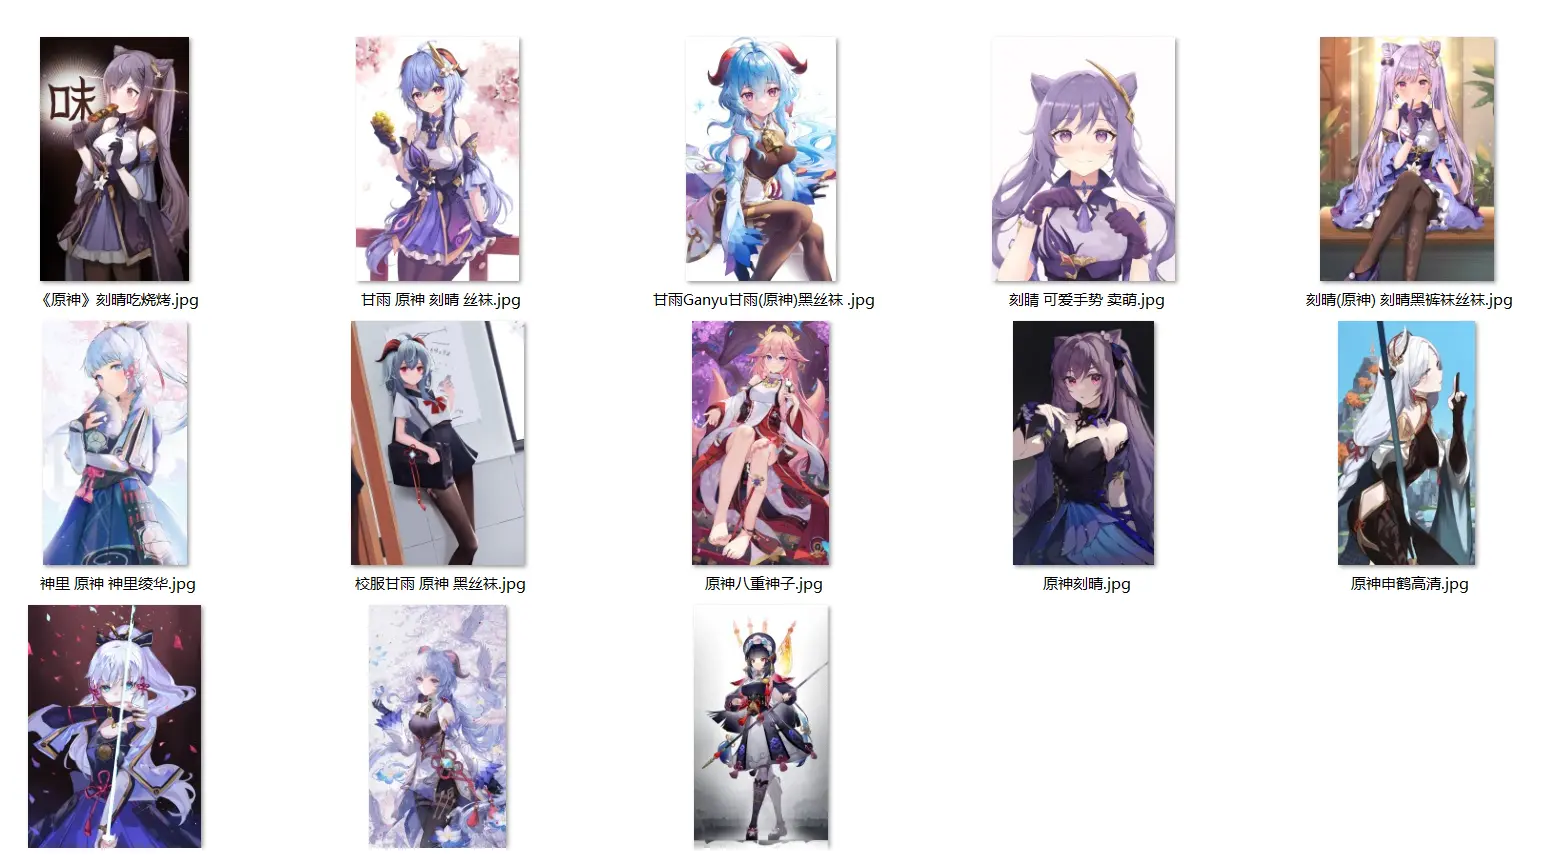 味
《原神》刻晴吃烧烤.jpg
甘雨 原神 刻晴 丝袜.jpg
甘雨Ganyu甘雨(原神)黑丝袜 .jpg
刻晴 可爱手势 卖萌.jpg
刻晴(原神) 刻晴黑裤袜丝袜.jpg
神里 原神 神里绫华.jpg
校服甘雨 原神 黑丝袜.jpg
原神八重神子.jpg
原神刻晴.jpg
原神申鹤高清.jpg